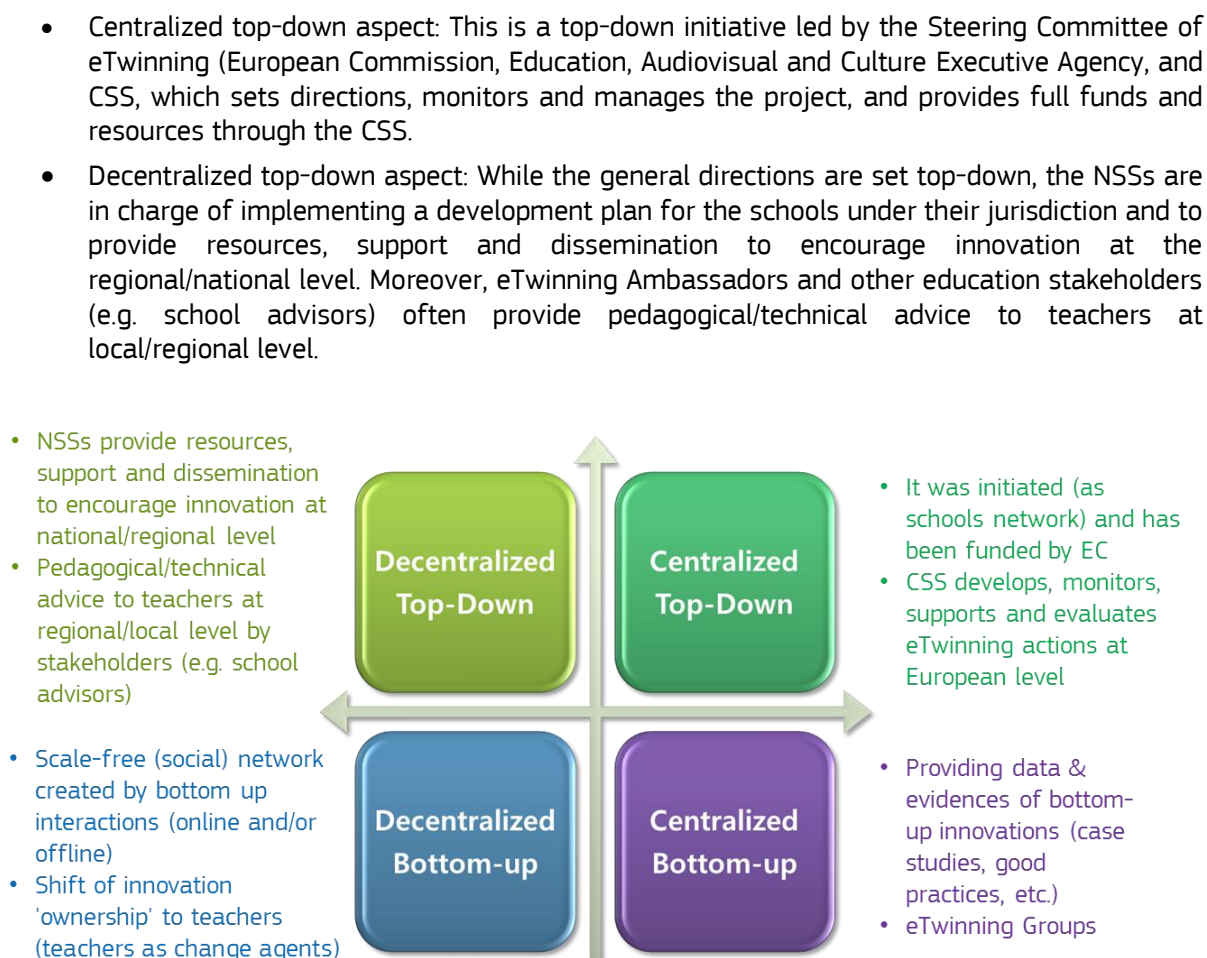 • Centralized top-down aspect: This is a top-down initiative led by the Steering Committee of
eTwinning (European Commission, Education, Audiovisual and Culture Executive Agency, and
CSS, which sets directions, monitors and manages the project, and provides full funds and
resources through the CSS.
• Decentralized top-down aspect: While the general directions are set top-down, the NSSs are
in charge of implementing a development plan for the schools under their jurisdiction and to
provide resources, support and dissemination to encourage innovation at the
regional/national level. Moreover, eTwinning Ambassadors and other education stakeholders
(e.g. school advisors) often provide pedagogical/technical advice to teachers at
local/regional level.
• NSSs provide resources,
support and dissemination
to encourage innovation at
national/regional level
• Pedagogical/technical
advice to teachers at
regional/local level by
stakeholders (e.g. school
advisors)
Decentralized
Top-Down
Centralized
Top-Down
• It was initiated (as
schools network) and has
been funded by EC
• CSS develops, monitors,
supports and evaluates
eTwinning actions at
European level
• Scale-free (social) network
created by bottom up
interactions (online and/or
offline)
• Shift of innovation
'ownership' to teachers
(teachers as change agents)
Decentralized
Bottom-up
Centralized
Bottom-up
• Providing data &
evidences of bottom-
up innovations (case
studies, good
practices, etc.)
• eTwinning Groups